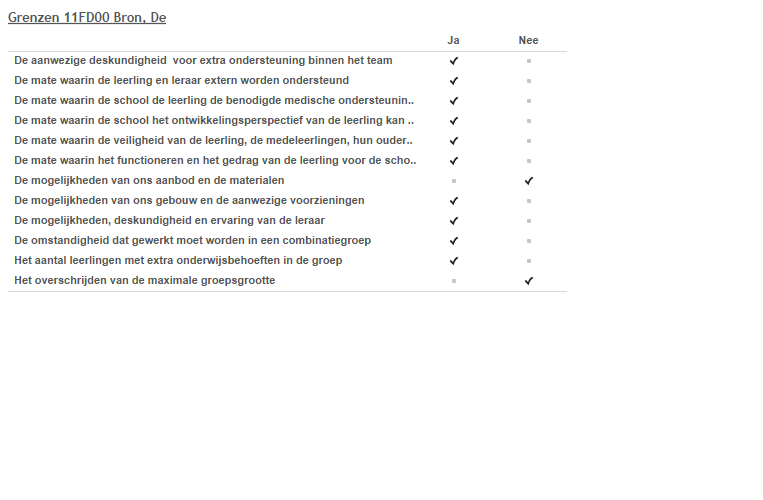 Grenzen 11FD00 Bron, De
Ja Nee
De aanwezige deskundigheid  voor extra ondersteuning binnen het team
De mate waarin de leerling en leraar extern worden ondersteund
De mate waarin de school de leerling de benodigde medische ondersteunin..
De mate waarin de school het ontwikkelingsperspectief van de leerling kan ..
De mate waarin de veiligheid van de leerling, de medeleerlingen, hun ouder..
De mate waarin het functioneren en het gedrag van de leerling voor de scho..
De mogelijkheden van ons aanbod en de materialen
De mogelijkheden van ons gebouw en de aanwezige voorzieningen
De mogelijkheden, deskundigheid en ervaring van de leraar
De omstandigheid dat gewerkt moet worden in een combinatiegroep
Het aantal leerlingen met extra onderwijsbehoeften in de groep
Het overschrijden van de maximale groepsgrootte